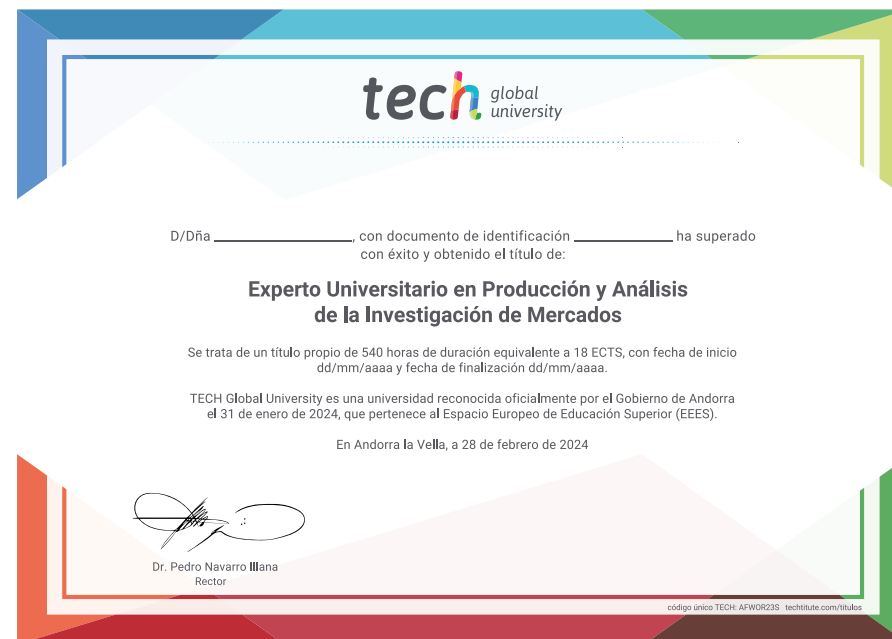 tech global university
D/Dña ____________________, con documento de identificación ______________ ha superado
con éxito y obtenido el título de:
Experto Universitario en Producción y Análisis
de la Investigación de Mercados
Se trata de un título propio de 540 horas de duración equivalente a 18 ECTS, con fecha de inicio
dd/mm/aaaa y fecha de finalización dd/mm/aaaa.
TECH Global University es una universidad reconocida oficialmente por el Gobierno de Andorra
el 31 de enero de 2024, que pertenece al Espacio Europeo de Educación Superior (EEES).
En Andorra la Vella, a 28 de febrero de 2024
Dr. Pedro Navarro Illana
Rector
código único TECH: AFWOR23S techtitute.com/titulos